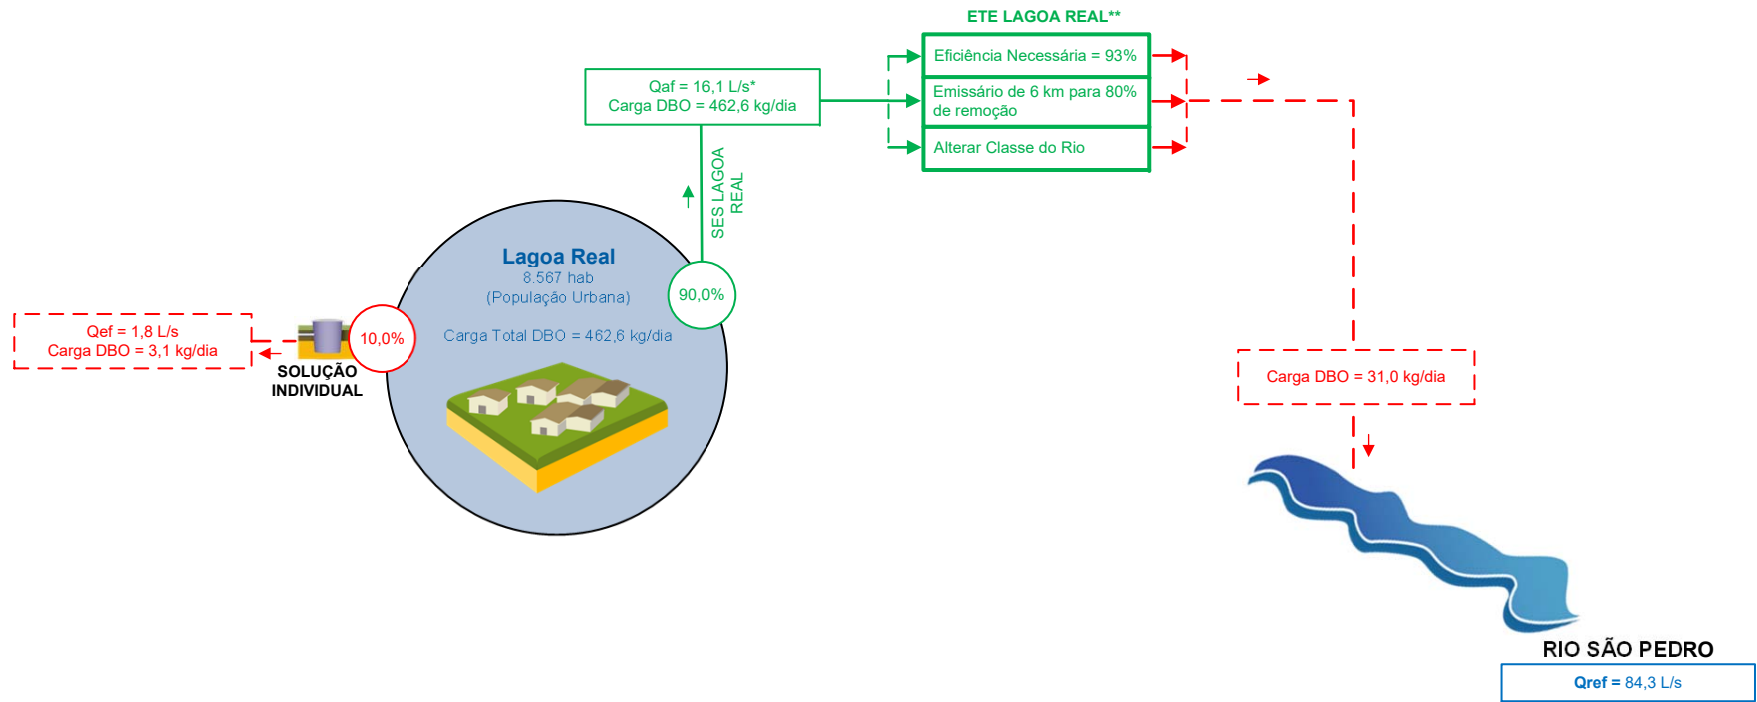 ETE LAGOA REAL**
Eficiência Necessária = 93%
Emissário de 6 km para 80%
de remoção
Alterar Classe do Rio
Qaf = 16,1 L/s*
Carga DBO = 462,6 kg/dia
SES LAGOA
REAL
Lagoa Real
8.567 hab
(População Urbana)
90,0%
Carga Total DBO = 462,6 kg/dia
10,0%
Qef = 1,8 L/s
Carga DBO = 3,1 kg/dia
SOLUÇÃO
INDIVIDUAL
Carga DBO = 31,0 kg/dia
RIO SÃO PEDRO
Qref = 84,3 L/s